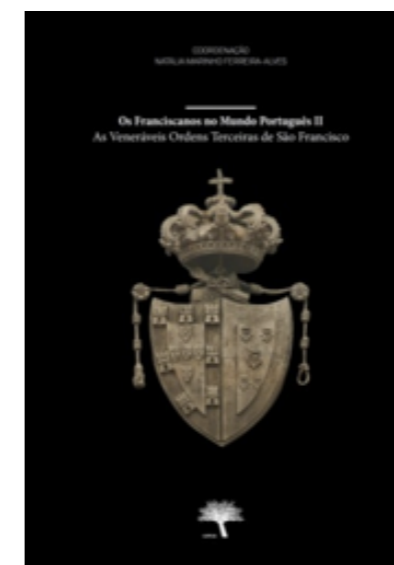 COORDENAÇÃO
NATÁLIA MARINHO FERREIRA-ALVES
Os Franciscanos no Mundo Português II
As Veneráveis Ordens Terceiras de São Francisco